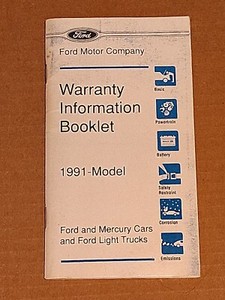 Ford
Ford Motor Company
Warranty
Information
Booklet
1991-Model
Ford and Mercury Cars
and Ford Light Trucks
Basic
Powertrain
Battery
Safety
Restraint
Corrosion
Emissions